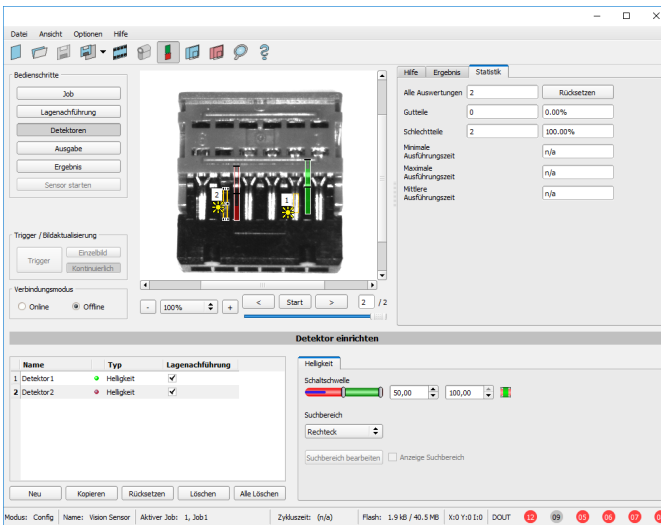 Datei Ansicht Optionen Hilfe
Bedienschritte
Job
Lagenachführung
Detektoren
Ausgabe
Ergebnis
Sensor starten
Trigger / Bildaktualisierung
Trigger
Einzelbild
Kontinuierlich
Verbindungsmodus
Online Offline
2
1
- 100% + < Start > 2 / 2
Hilfe Ergebnis Statistik
Alle Auswertungen 2 Rücksetzen
Gutteile 0 0.00%
Schlechtteile 2 100.00%
Minimale
Ausführungszeit n/a
Maximale
Ausführungszeit n/a
Mittlere
Ausführungszeit n/a
Detektor einrichten
Name Typ Lagenachführung
1 Detektor1 Helligkeit
2 Detektor2 Helligkeit
Neu Kopieren Rücksetzen Löschen Alle Löschen
Helligkeit
Schaltschwelle
50,00 100,00
Suchbereich
Rechteck
Suchbereich bearbeiten Anzeige Suchbereich
Modus: Config Name: Vision Sensor Aktiver Job: 1, Job1 Zykluszeit: (n/a) Flash: 1.9 kB / 40.5 MB X:0 Y:0 I:0 DOUT 12 09 05 06 07